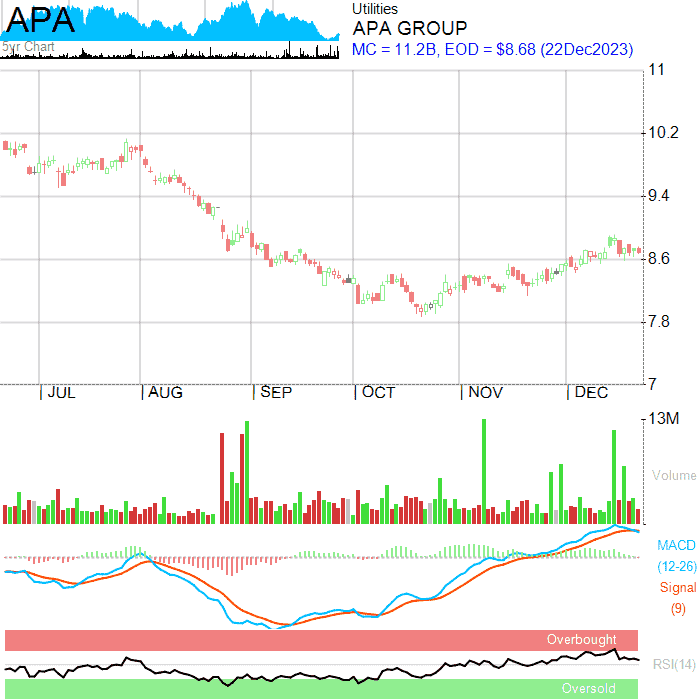 APA
5yr Chart
Utilities
APA GROUP
MC = 11.2B, EOD = $8.68 (22Dec2023)
11
10.2
9.4
8.6
7.8
7
JUL AUG SEP OCT NOV DEC
13M
Volume
MACD
(12-26)
Signal
(9)
Overbought
RSI(14)
Oversold